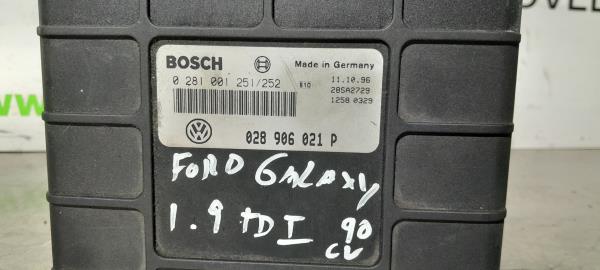 BOSCH Made in Germany
0 281 001 251/252 810 11.10.96
28SA2729
1258 0329
028 906 021 P
FORD GALAXY
1.9 TDI 90
CV